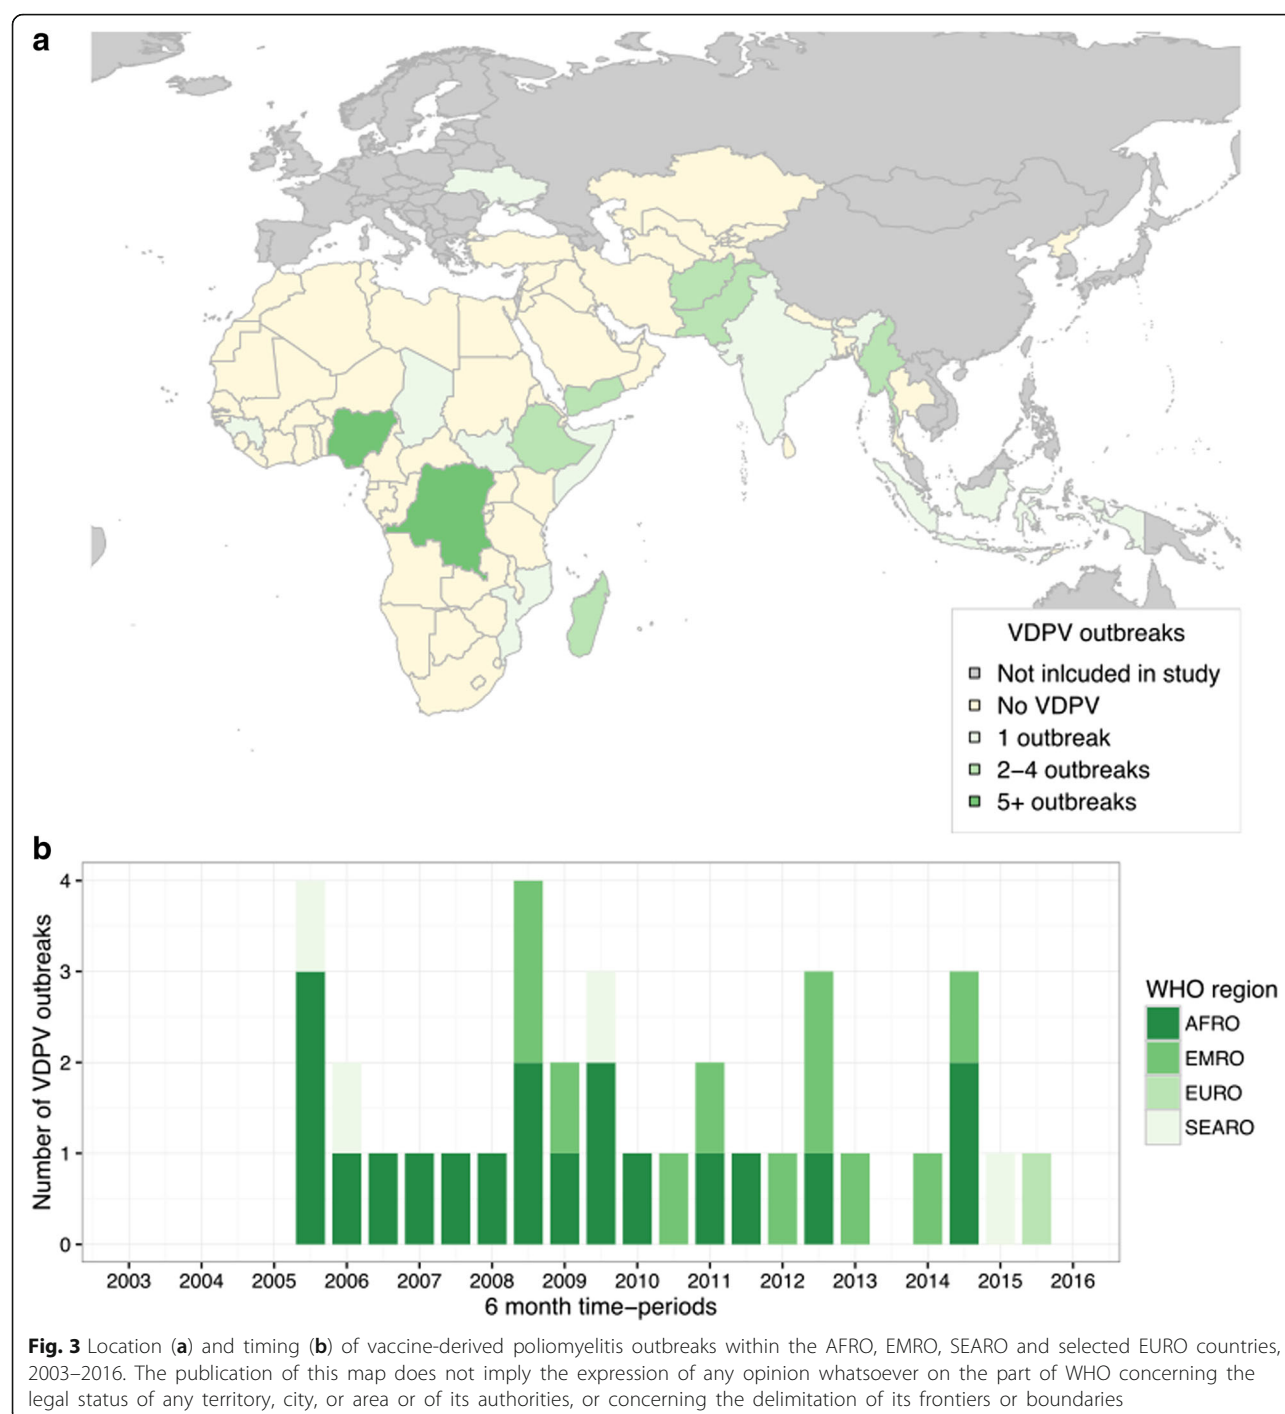 a
VDPV outbreaks
Not inlcuded in study
No VDPV
1 outbreak
2–4 outbreaks
5+ outbreaks
b
Number of VDPV outbreaks
4
3
2
1
0
2003 2004 2005 2006 2007 2008 2009 2010 2011 2012 2013 2014 2015 2016
6 month time–periods
WHO region
AFRO
EMRO
EURO
SEARO
Fig. 3 Location (a) and timing (b) of vaccine-derived poliomyelitis outbreaks within the AFRO, EMRO, SEARO and selected EURO countries,
2003–2016. The publication of this map does not imply the expression of any opinion whatsoever on the part of WHO concerning the
legal status of any territory, city, or area or of its authorities, or concerning the delimitation of its frontiers or boundaries